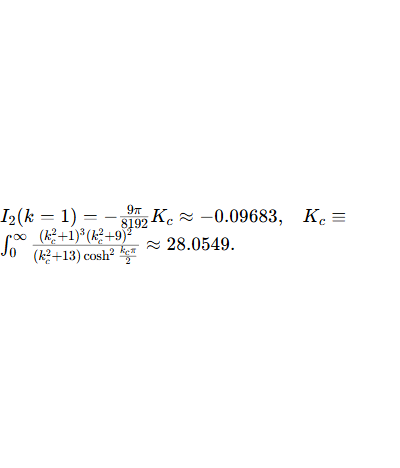 I₂(k = 1) = −\frac{9π}{8192} K_c ≈ −0.09683, K_c ≡
∫_0^∞ \frac{(k_c^2+1)^3(k_c^2+9)^2}{(k_c^2+13) cosh^2 \frac{k_cπ}{2}} ≈ 28.0549.